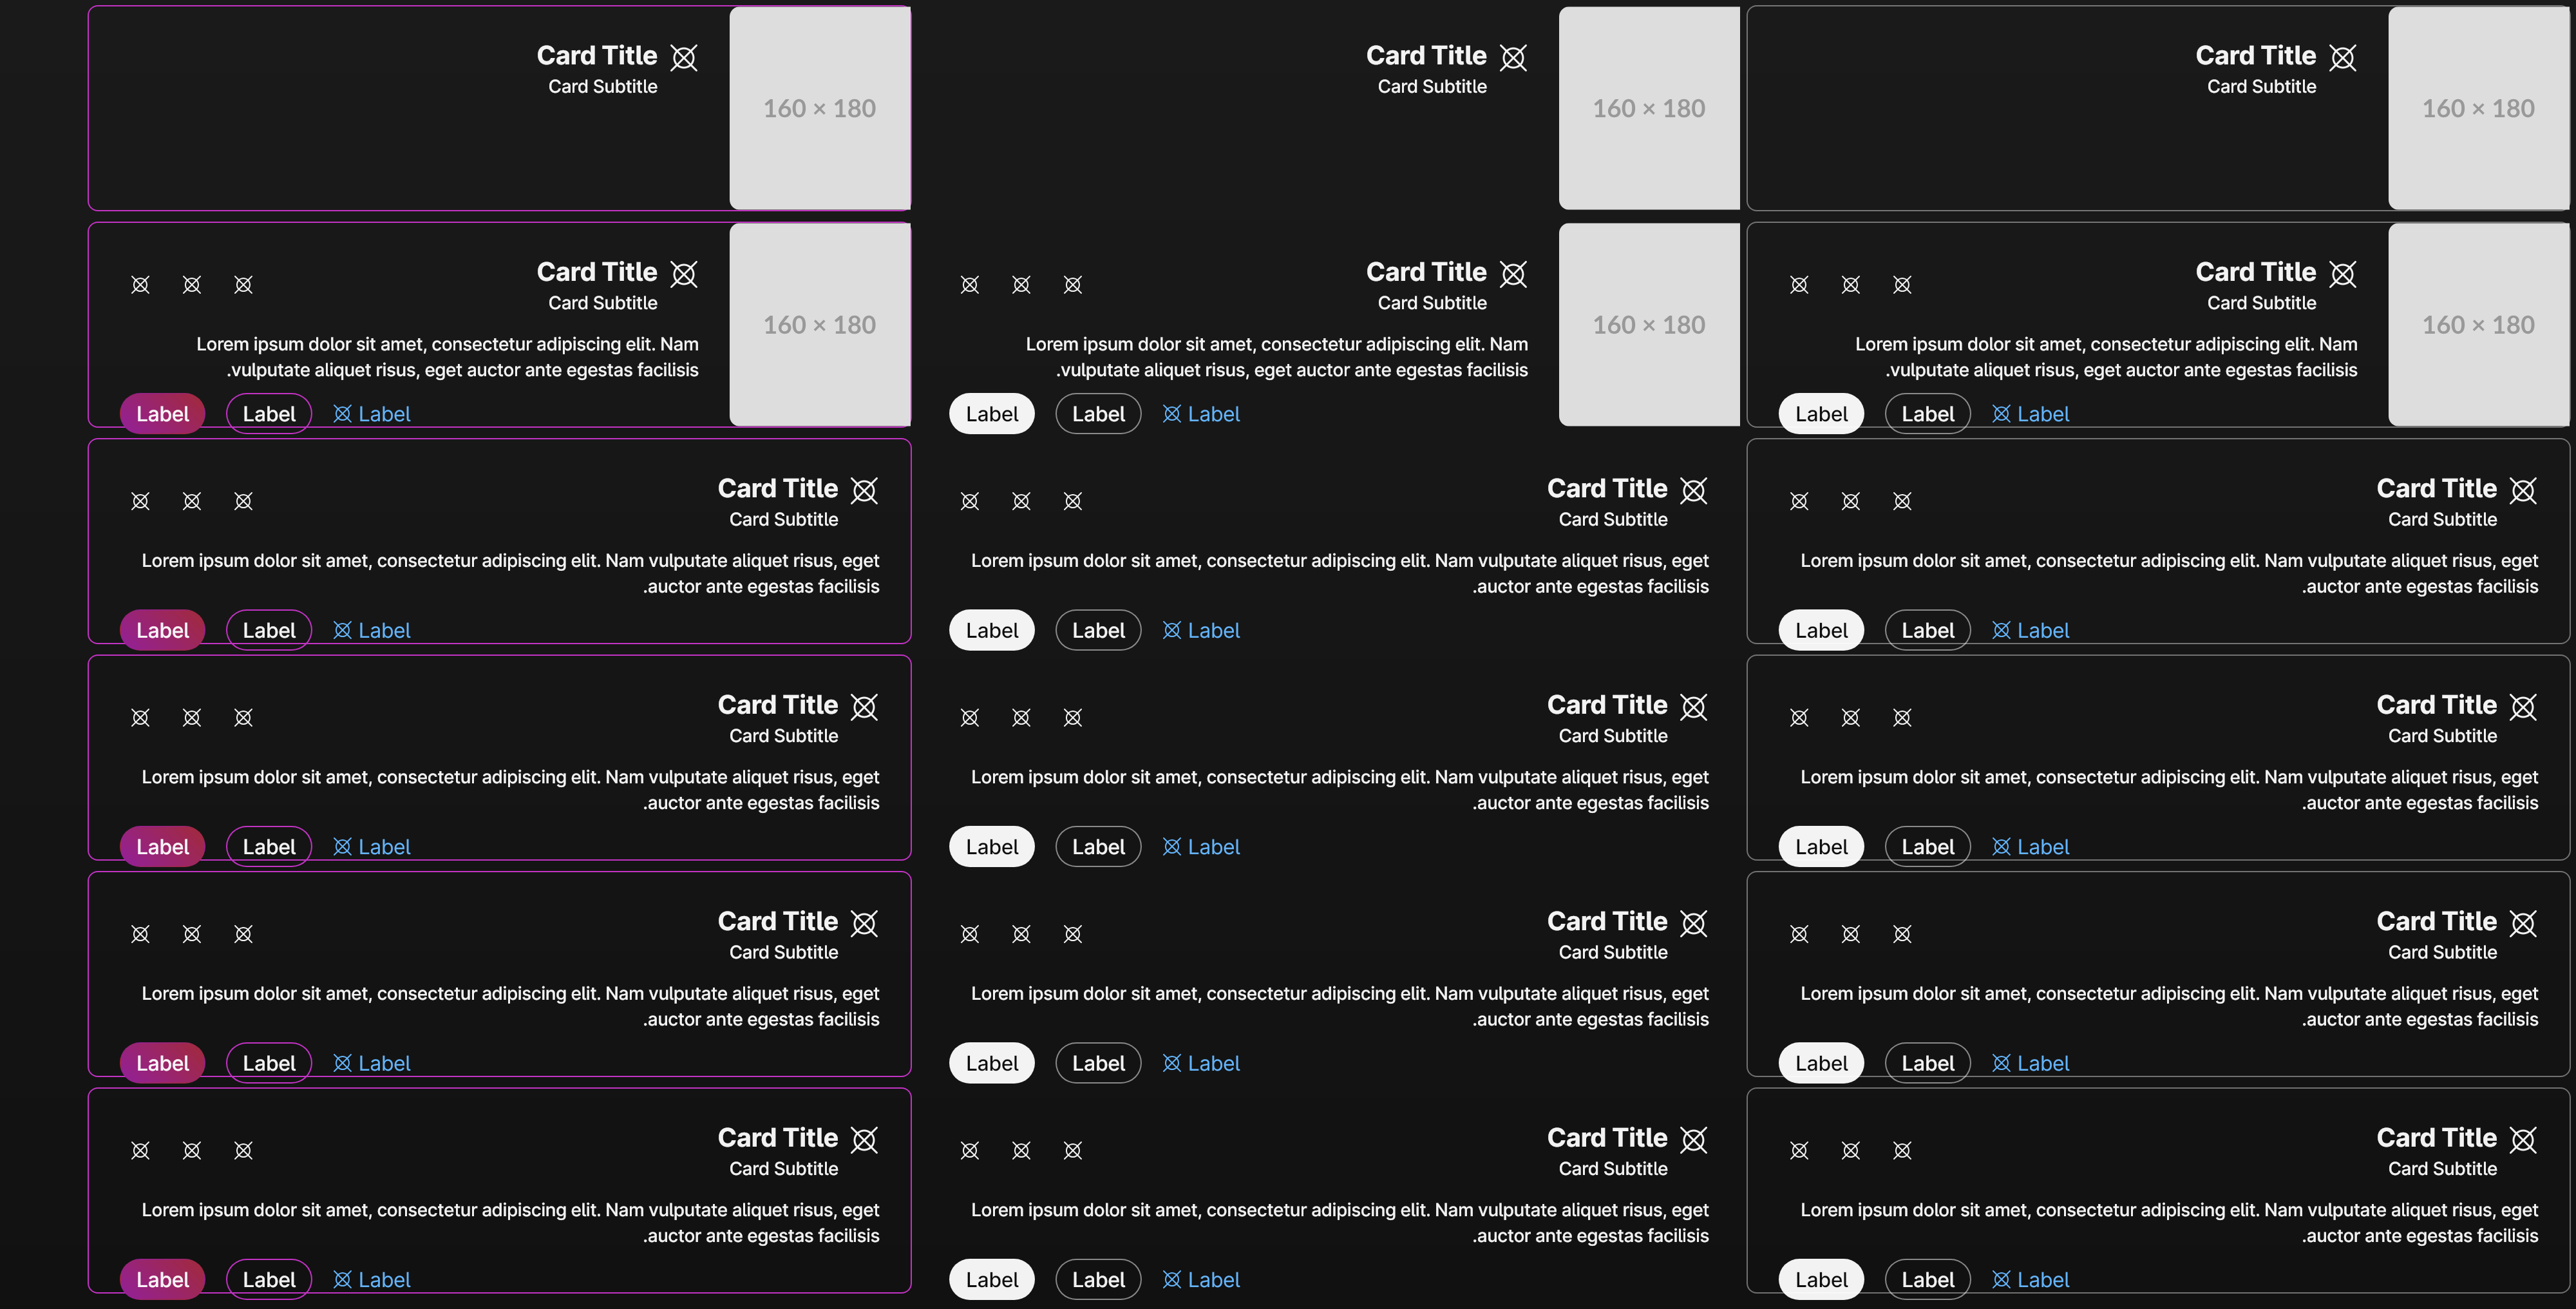 Card Title
Card Subtitle
160 × 180
Card Title
Card Subtitle
160 × 180
Card Title
Card Subtitle
160 × 180
Card Title
Card Subtitle
160 × 180
Lorem ipsum dolor sit amet, consectetur adipiscing elit. Nam
.vulputate aliquet risus, eget auctor ante egestas facilisis
Label Label Label
Card Title
Card Subtitle
160 × 180
Lorem ipsum dolor sit amet, consectetur adipiscing elit. Nam
.vulputate aliquet risus, eget auctor ante egestas facilisis
Label Label Label
Card Title
Card Subtitle
160 × 180
Lorem ipsum dolor sit amet, consectetur adipiscing elit. Nam
.vulputate aliquet risus, eget auctor ante egestas facilisis
Label Label Label
Card Title
Card Subtitle
Lorem ipsum dolor sit amet, consectetur adipiscing elit. Nam vulputate aliquet risus, eget
.auctor ante egestas facilisis
Label Label Label
Card Title
Card Subtitle
Lorem ipsum dolor sit amet, consectetur adipiscing elit. Nam vulputate aliquet risus, eget
.auctor ante egestas facilisis
Label Label Label
Card Title
Card Subtitle
Lorem ipsum dolor sit amet, consectetur adipiscing elit. Nam vulputate aliquet risus, eget
.auctor ante egestas facilisis
Label Label Label
Card Title
Card Subtitle
Lorem ipsum dolor sit amet, consectetur adipiscing elit. Nam vulputate aliquet risus, eget
.auctor ante egestas facilisis
Label Label Label
Card Title
Card Subtitle
Lorem ipsum dolor sit amet, consectetur adipiscing elit. Nam vulputate aliquet risus, eget
.auctor ante egestas facilisis
Label Label Label
Card Title
Card Subtitle
Lorem ipsum dolor sit amet, consectetur adipiscing elit. Nam vulputate aliquet risus, eget
.auctor ante egestas facilisis
Label Label Label
Card Title
Card Subtitle
Lorem ipsum dolor sit amet, consectetur adipiscing elit. Nam vulputate aliquet risus, eget
.auctor ante egestas facilisis
Label Label Label
Card Title
Card Subtitle
Lorem ipsum dolor sit amet, consectetur adipiscing elit. Nam vulputate aliquet risus, eget
.auctor ante egestas facilisis
Label Label Label
Card Title
Card Subtitle
Lorem ipsum dolor sit amet, consectetur adipiscing elit. Nam vulputate aliquet risus, eget
.auctor ante egestas facilisis
Label Label Label
Card Title
Card Subtitle
Lorem ipsum dolor sit amet, consectetur adipiscing elit. Nam vulputate aliquet risus, eget
.auctor ante egestas facilisis
Label Label Label
Card Title
Card Subtitle
Lorem ipsum dolor sit amet, consectetur adipiscing elit. Nam vulputate aliquet risus, eget
.auctor ante egestas facilisis
Label Label Label
Card Title
Card Subtitle
Lorem ipsum dolor sit amet, consectetur adipiscing elit. Nam vulputate aliquet risus, eget
.auctor ante egestas facilisis
Label Label Label